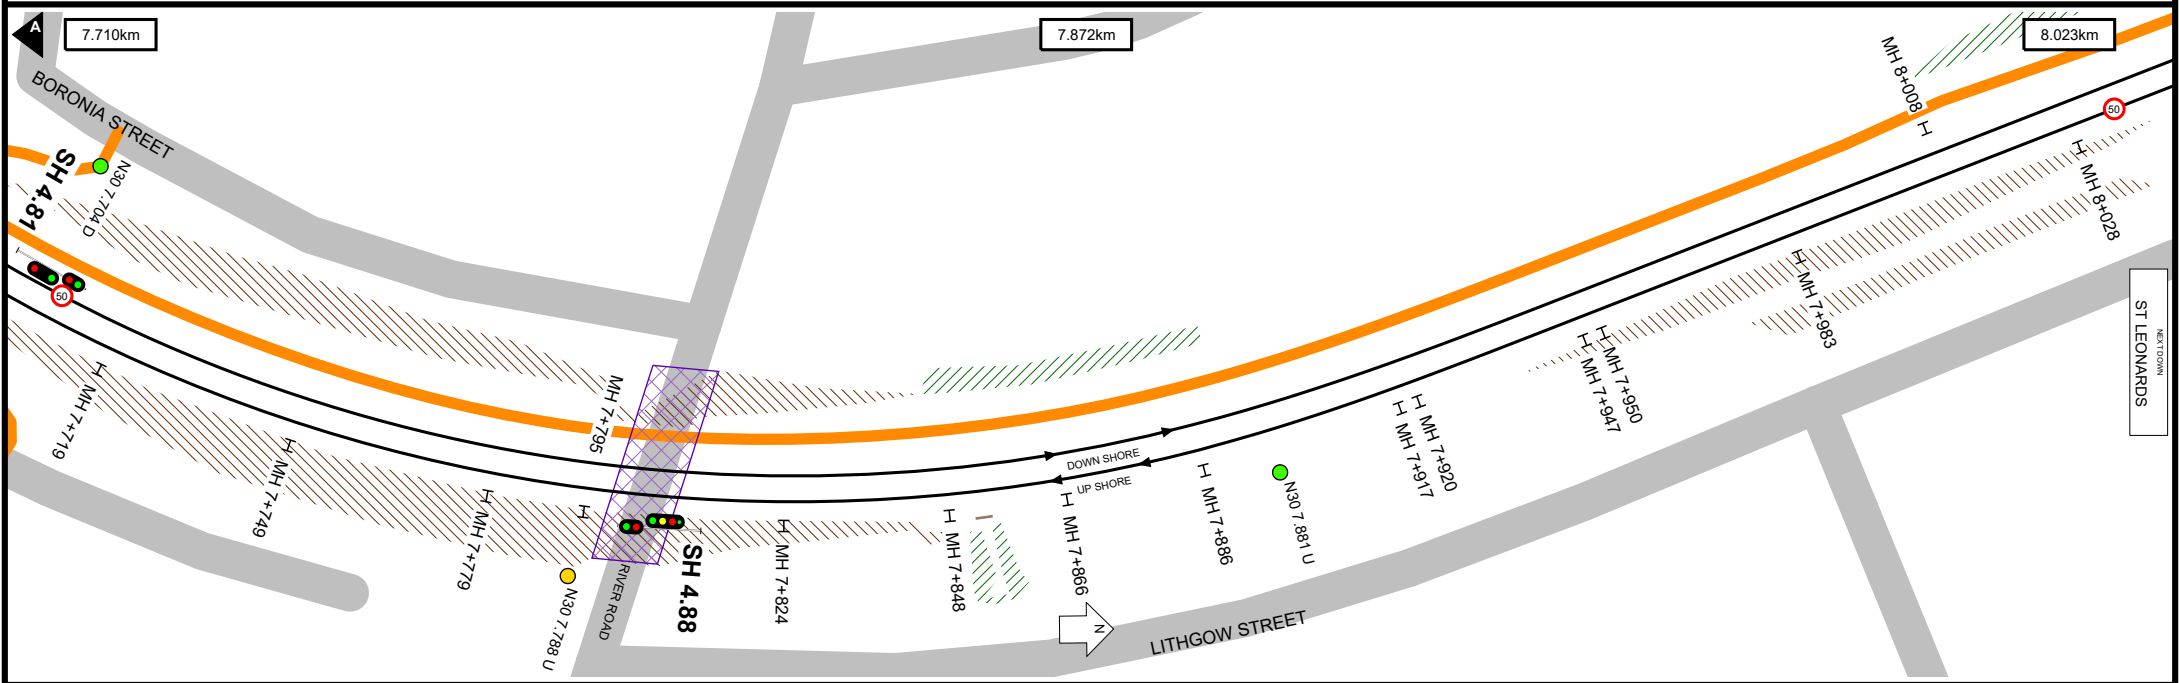 A
7.710km
7.872km
8.023km
BORONIA STREET
SH 4.81
N30 7.704 D
50
MH 7+719
MH 7+749
MH 7+779
MH 7+795
N30 7.788 U
RIVER ROAD
SH 4.88
MH 7+824
MH 7+848
DOWN SHORE
UP SHORE
MH 7+866
N
LITHGOW STREET
MH 7+886
N30 7.881 U
MH 7+917
MH 7+920
MH 7+947
MH 7+950
MH 7+983
MH 8+008
50
MH 8+028
NEXT DOWN
ST LEONARDS